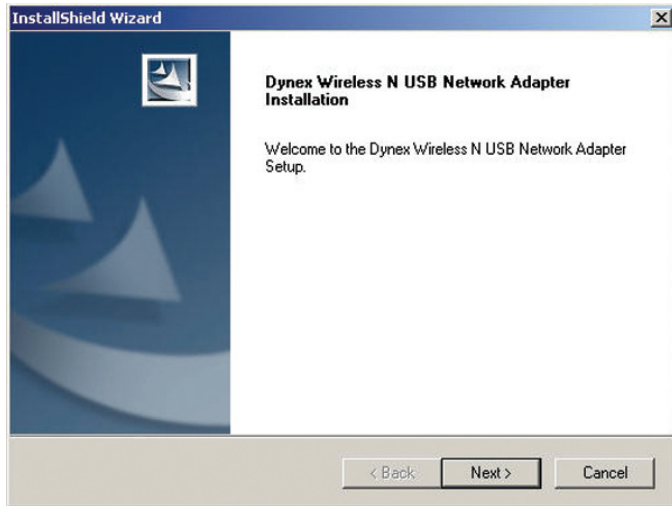 InstallShield Wizard
Dynex Wireless N USB Network Adapter
Installation
Welcome to the Dynex Wireless N USB Network Adapter
Setup.
< Back
Next >
Cancel